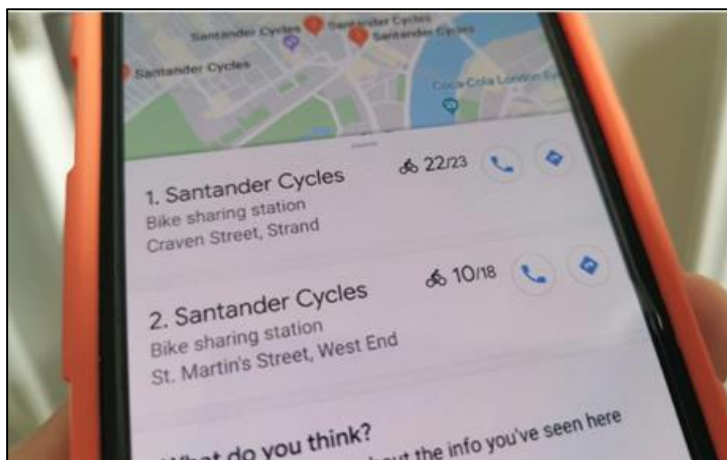 Santander Cycles
Santander Cycles
Santander Cycles
Coca-Cola London Ey
1. Santander Cycles
22/23
Bike sharing station
Craven Street, Strand
2. Santander Cycles
10/18
Bike sharing station
St. Martin's Street, West End
What do you think?
about the info you've seen here